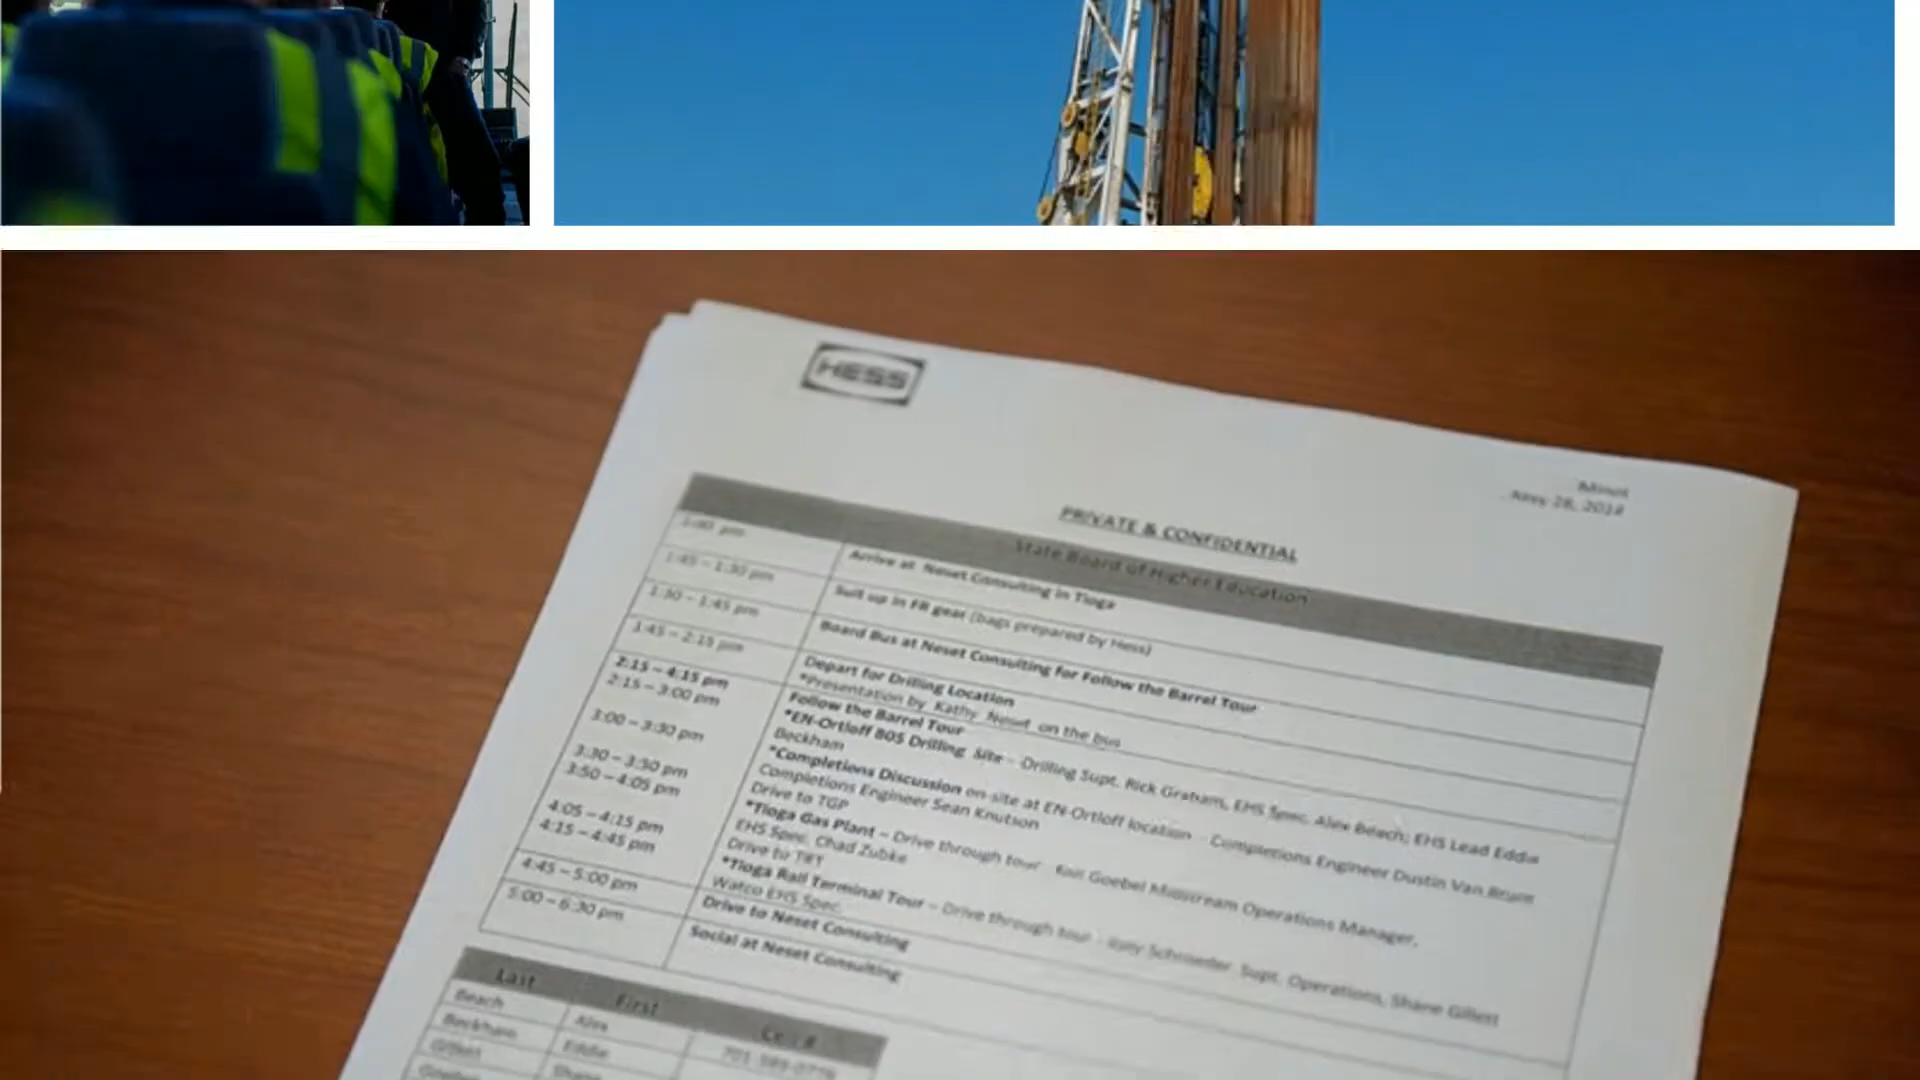 HESS
Minot
2018
PRIVATE & CONFIDENTIAL
State Board of Higher Education
1:00 pm Arrive at Neset Consulting in Tioga
1:30 pm Suit up in FR gear (bags prepared by Hess)
1:30 – 1:45 pm Board Bus at Neset Consulting for Follow the Barrel Tour
1:45 – 2:15 pm Depart for Drilling Location
*Presentation by Kathy Neset on the bus
2:15 – 4:15 pm Follow the Barrel Tour
2:15 – 3:00 pm *EN-Ortloff 805 Drilling Site – Drilling Supt. Rick Graham, EHS Spec. Alex Beach; EHS Lead Eddie
Beckham
3:00 – 3:30 pm *Completions Discussion on-site at EN-Ortloff location – Completions Engineer Dustin Van Brunt
Completions Engineer Sean Knutson
3:30 – 3:50 pm Drive to TGP
3:50 – 4:05 pm *Tioga Gas Plant – Drive through tour Goebel Midstream Operations Manager,
EHS Spec. Chad Zubke
4:05 – 4:15 pm Drive to TRT
4:15 – 4:45 pm *Tioga Rail Terminal Tour – Drive through tour - Schroeder Supt. Operations, Shane Gillett
Watco EHS Spec.
4:45 – 5:00 pm Drive to Neset Consulting
5:00 – 6:30 pm Social at Neset Consulting
Last First
Beach Alex
Beckham Eddie
Gillett Shane
Goebel